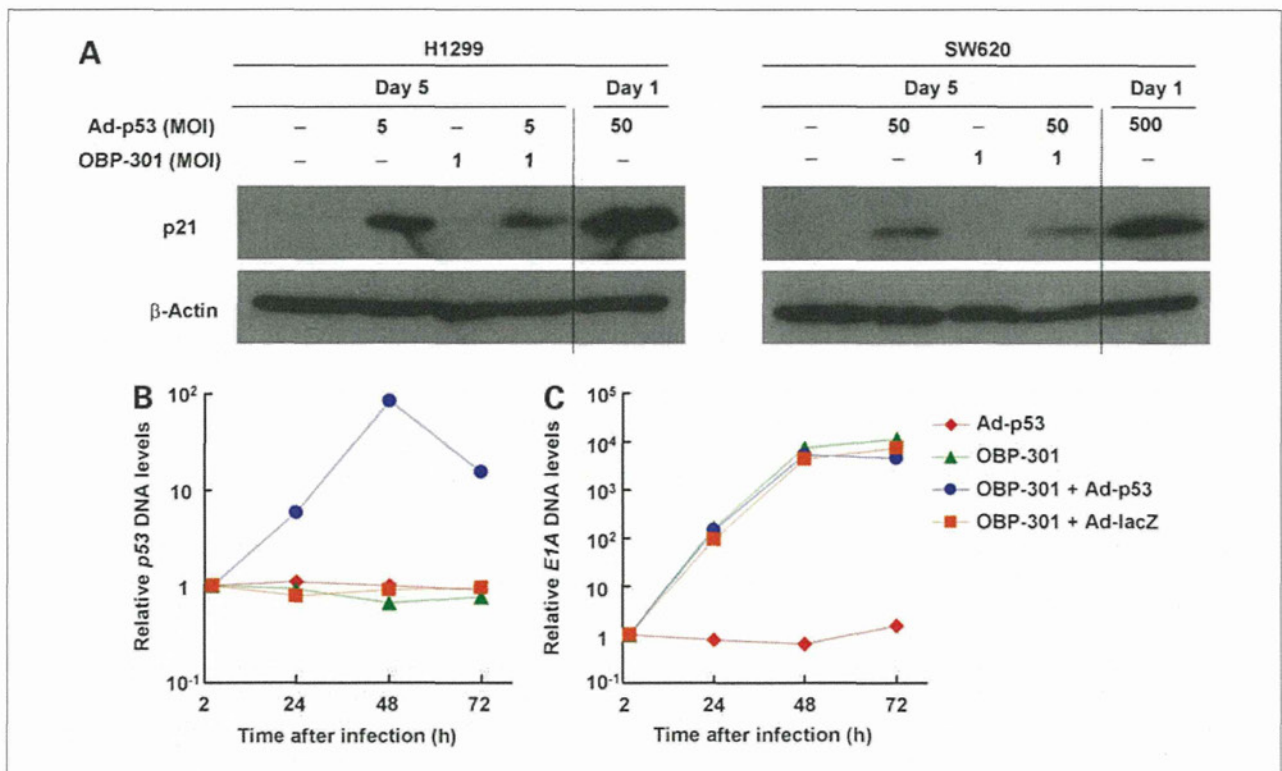 A
H1299
SW620
Day 5
Day 1
Day 5
Day 1
Ad-p53 (MOI)
–
5
–
5
50
–
50
–
50
500
OBP-301 (MOI)
–
–
1
1
–
–
–
1
1
–
p21
β-Actin
B
Relative p53 DNA levels
10²
10
1
10⁻¹
2
24
48
72
Time after infection (h)
C
Relative E1A DNA levels
10⁵
10⁴
10³
10²
10
1
10⁻¹
2
24
48
72
Time after infection (h)
Ad-p53
OBP-301
OBP-301 + Ad-p53
OBP-301 + Ad-lacZ